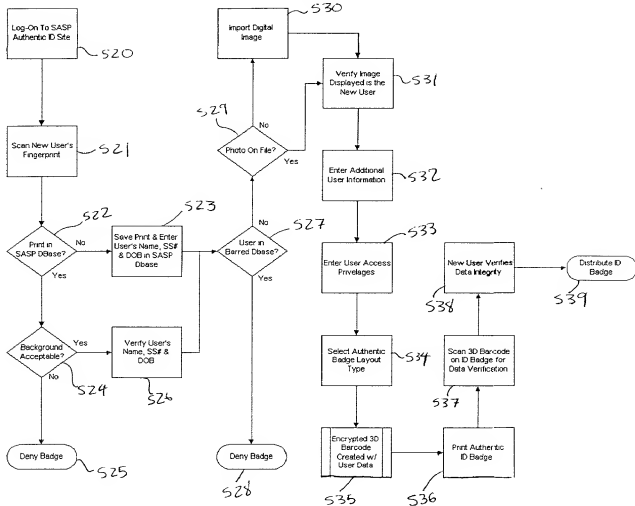 Log-On To SASP
Authentic ID Site
S20
Scan New User's
Fingerprint
S21
Print in
SASP DBase?
S22
No
Yes
Save Print & Enter
User's Name, SS#
& DOB in SASP
Dbase
S23
Background
Acceptable?
S24
Yes
No
Verify User's
Name, SS# &
DOB
S26
Deny Badge
S25
Import Digital
Image
S30
Photo On File?
S29
No
Yes
User in
Barred Dbase?
S27
No
Yes
Deny Badge
S28
Verify Image
Displayed is the
New User
S31
Enter Addtional
User Information
S32
Enter User Access
Privelages
S33
Select Authentic
Badge Layout
Type
S34
Encrypted 3D
Barcode
Created w/
User Data
S35
Print Authentic
ID Badge
S36
Scan 3D Barcode
on ID Badge for
Data Verification
S37
New User Verifies
Data Integrity
S38
Distribute ID
Badge
S39